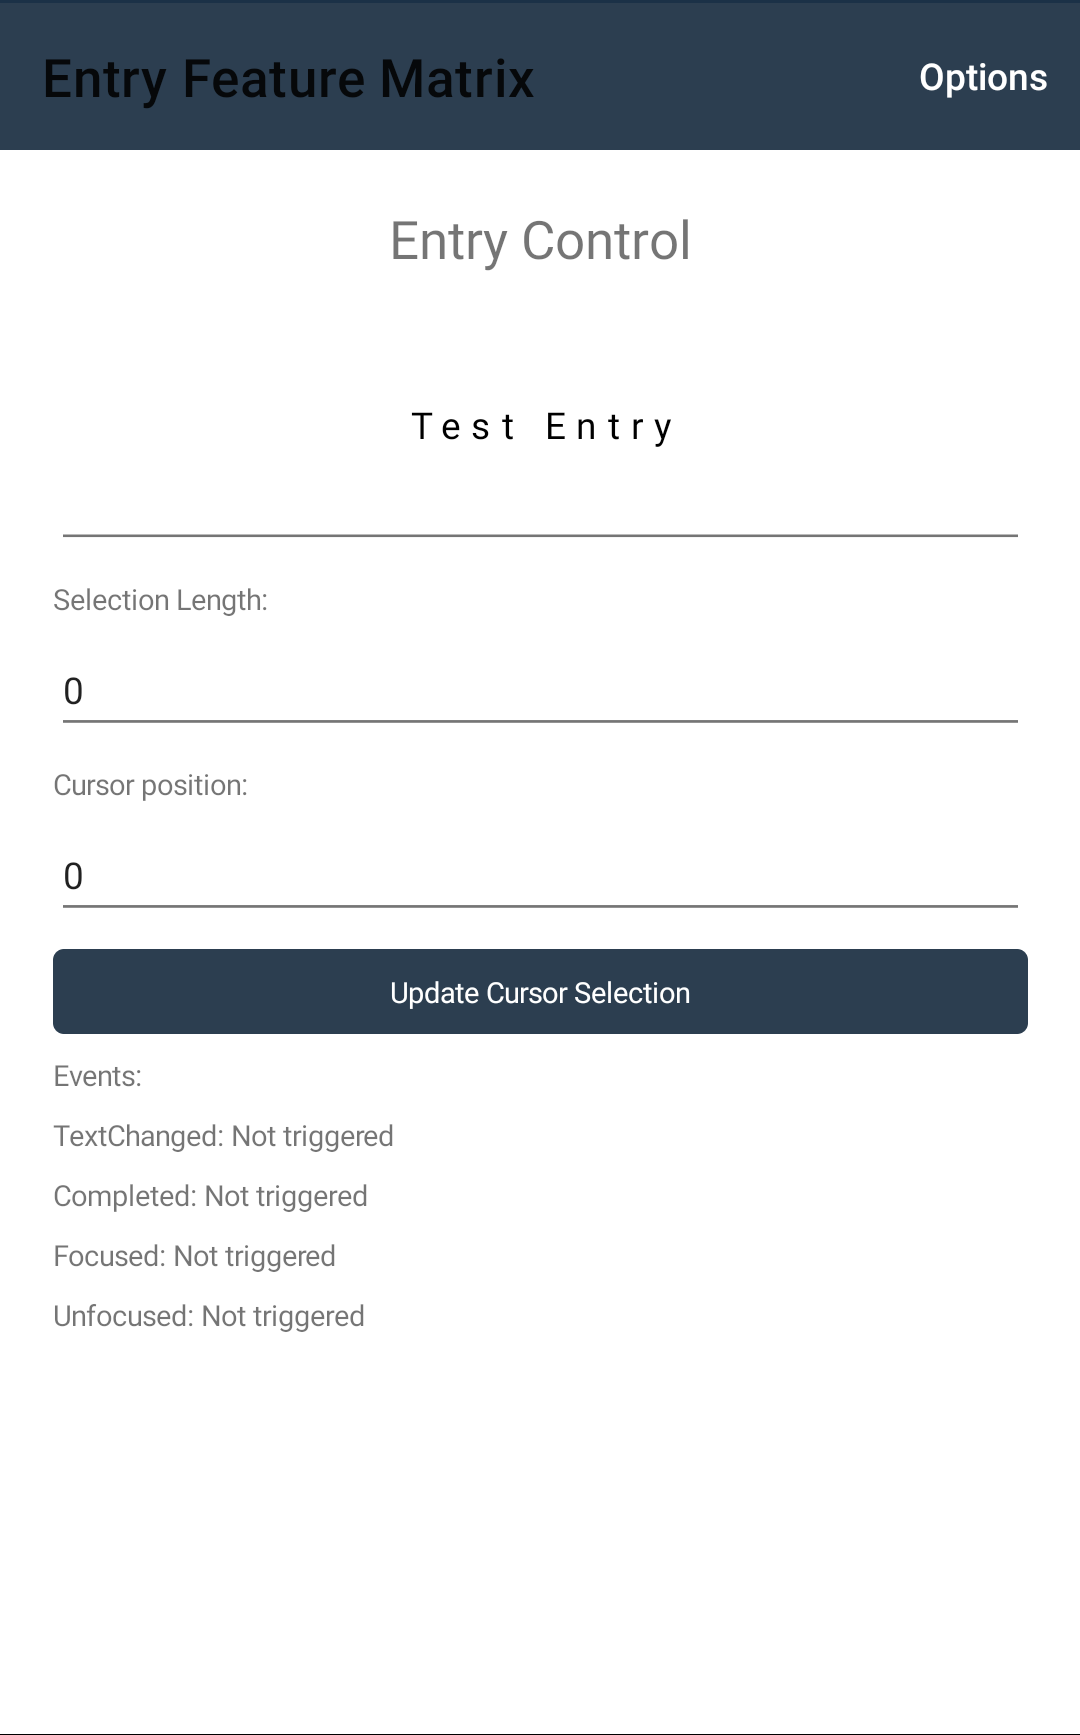 Entry Feature Matrix
Options
Entry Control
Test Entry
Selection Length:
0
Cursor position:
0
Update Cursor Selection
Events:
TextChanged: Not triggered
Completed: Not triggered
Focused: Not triggered
Unfocused: Not triggered